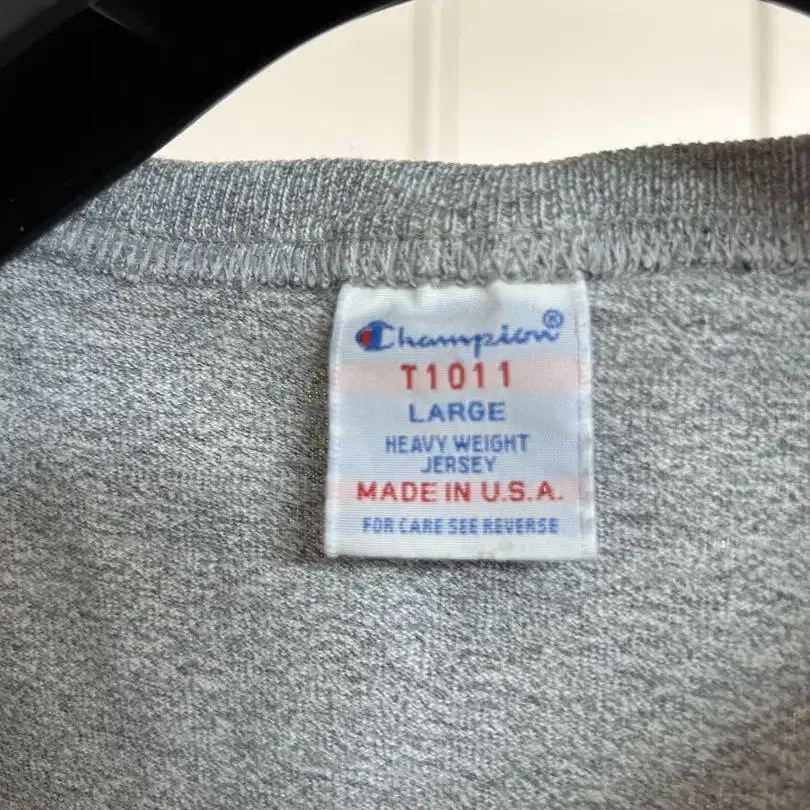 Champion®
T1011
LARGE
HEAVY WEIGHT
JERSEY
MADE IN U.S.A.
FOR CARE SEE REVERSE